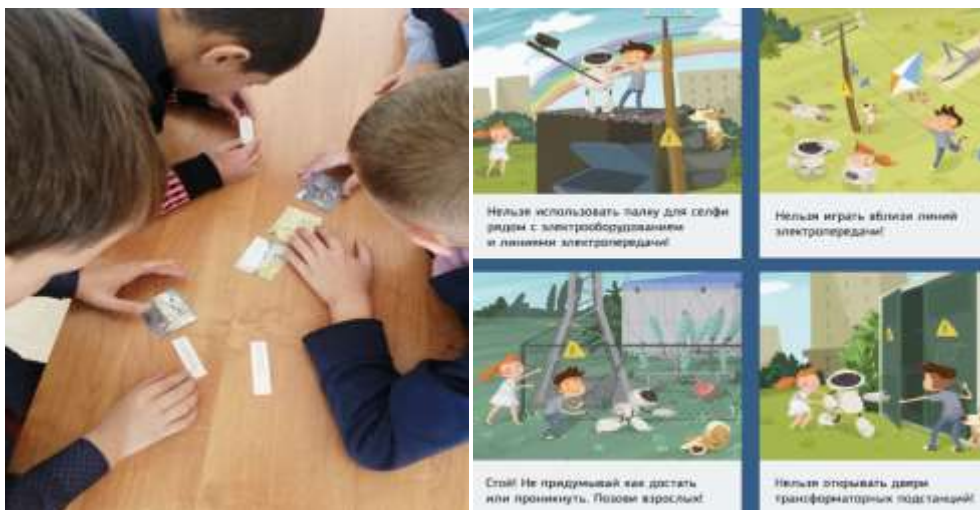 Нельзя использовать палку для селфи
рядом с электрооборудованием
и линиями электропередачи!
Нельзя играть вблизи линий
электропередачи!
Стой! Не придумывай как достать
или проникнуть. Позови взрослых!
Нельзя открывать двери
трансформаторных подстанций!